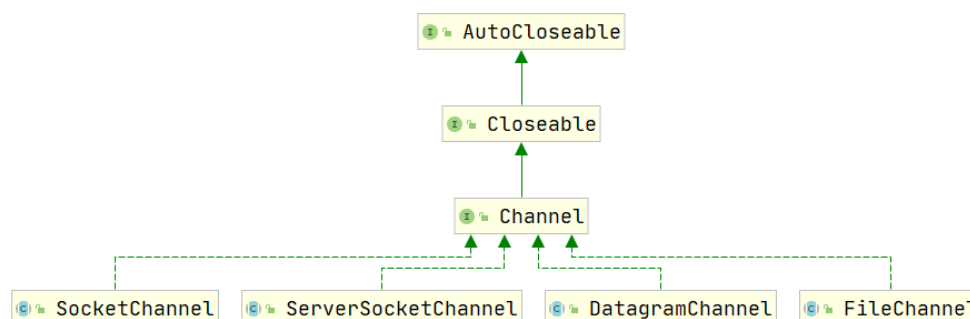 AutoCloseable
Closeable
Channel
SocketChannel
ServerSocketChannel
DatagramChannel
FileChannel